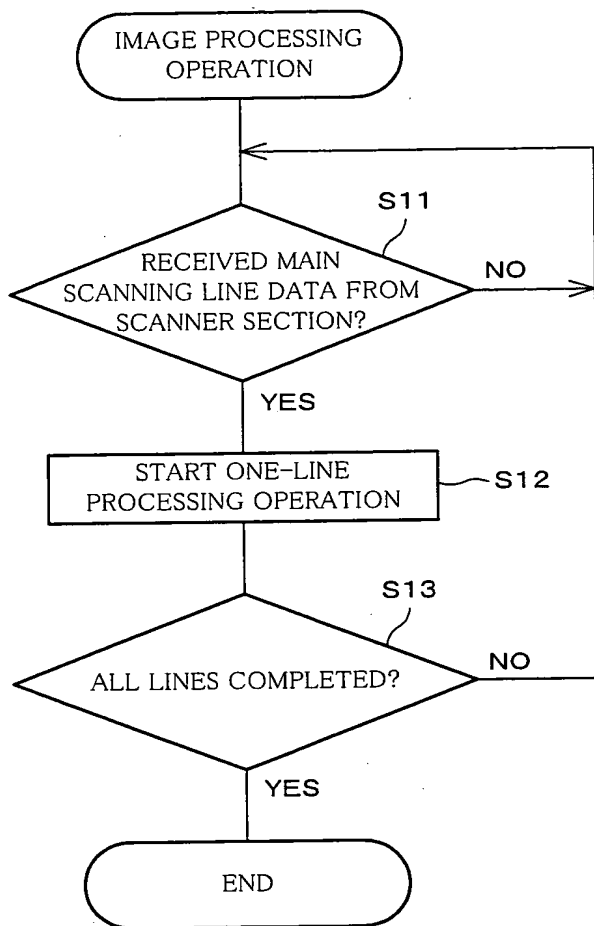 IMAGE PROCESSING
OPERATION
S11
RECEIVED MAIN
SCANNING LINE DATA FROM
SCANNER SECTION?
NO
YES
START ONE-LINE
PROCESSING OPERATION
S12
S13
ALL LINES COMPLETED?
NO
YES
END